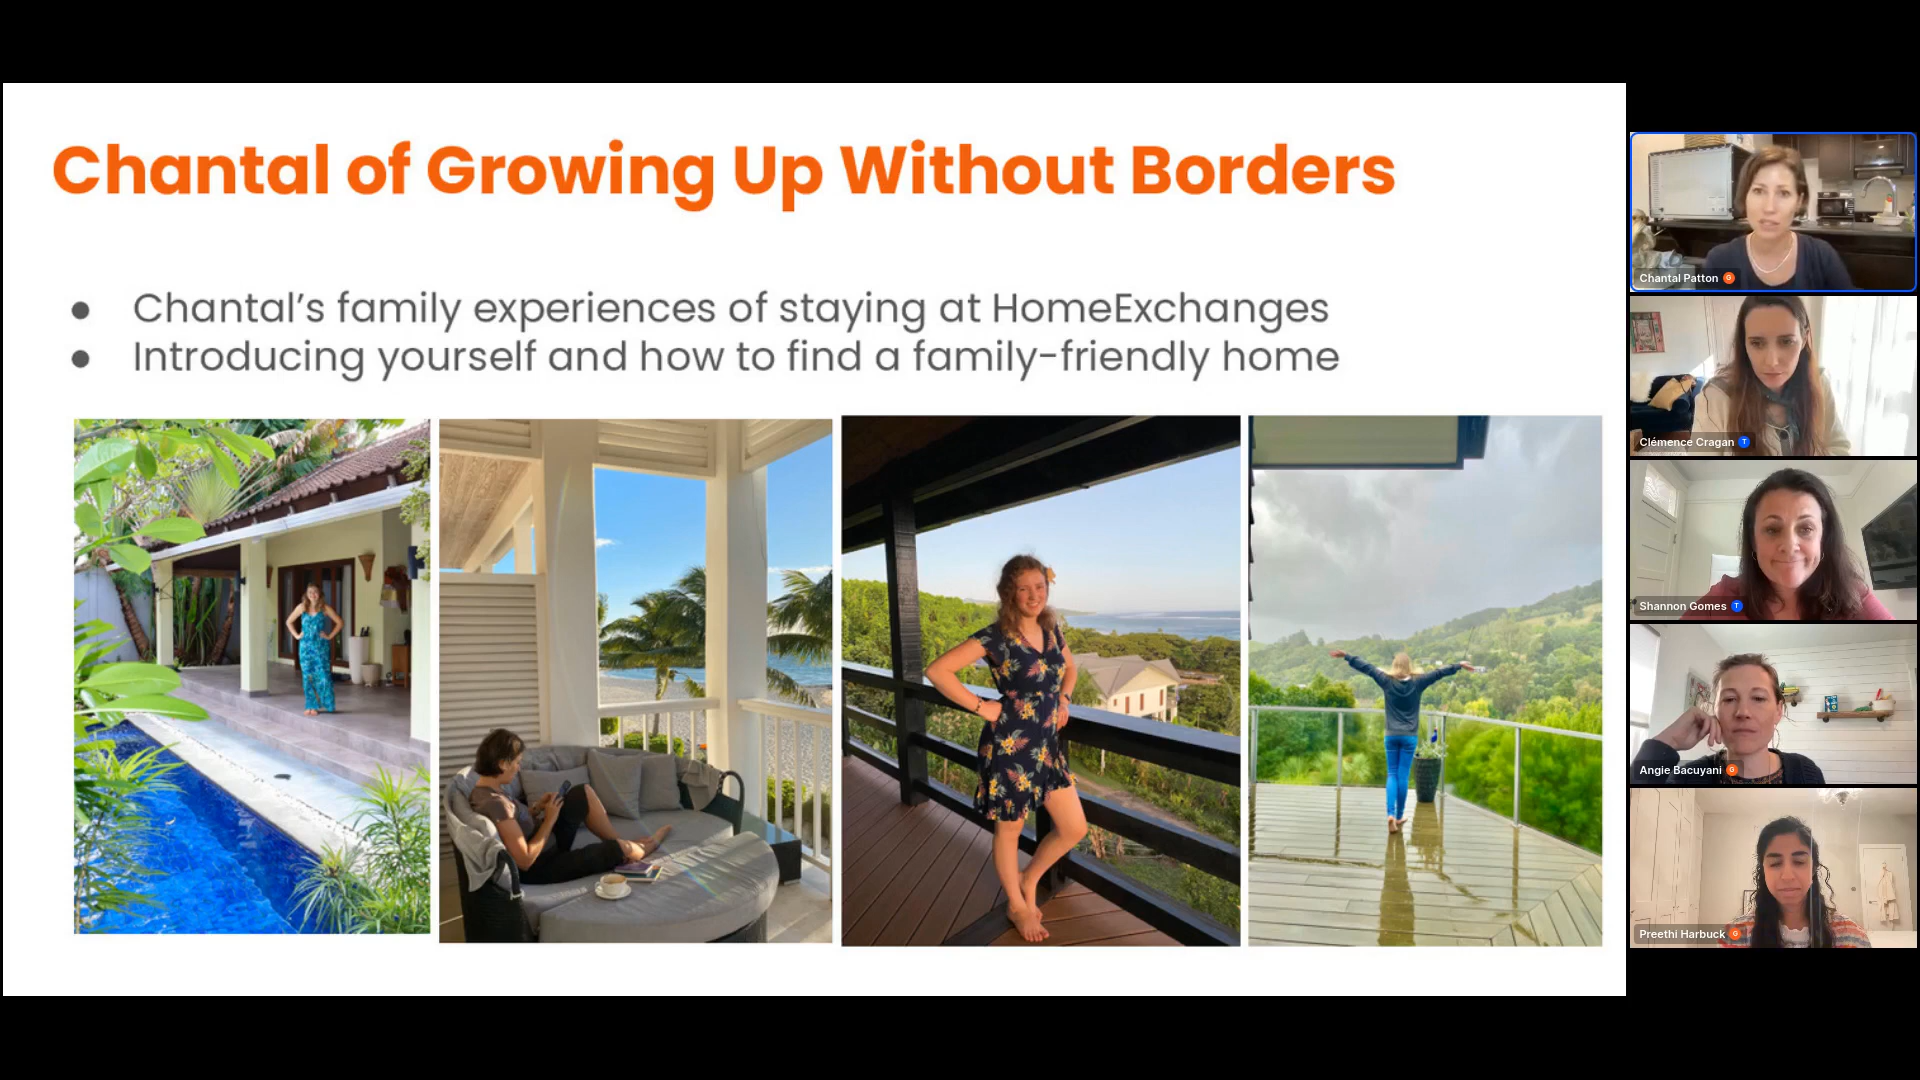 Chantal of Growing Up Without Borders
● Chantal’s family experiences of staying at HomeExchanges
● Introducing yourself and how to find a family-friendly home
Chantal Patton G
Clémence Cragan T
Shannon Gomes T
Angie Bacuyani G
Preethi Harbuck G